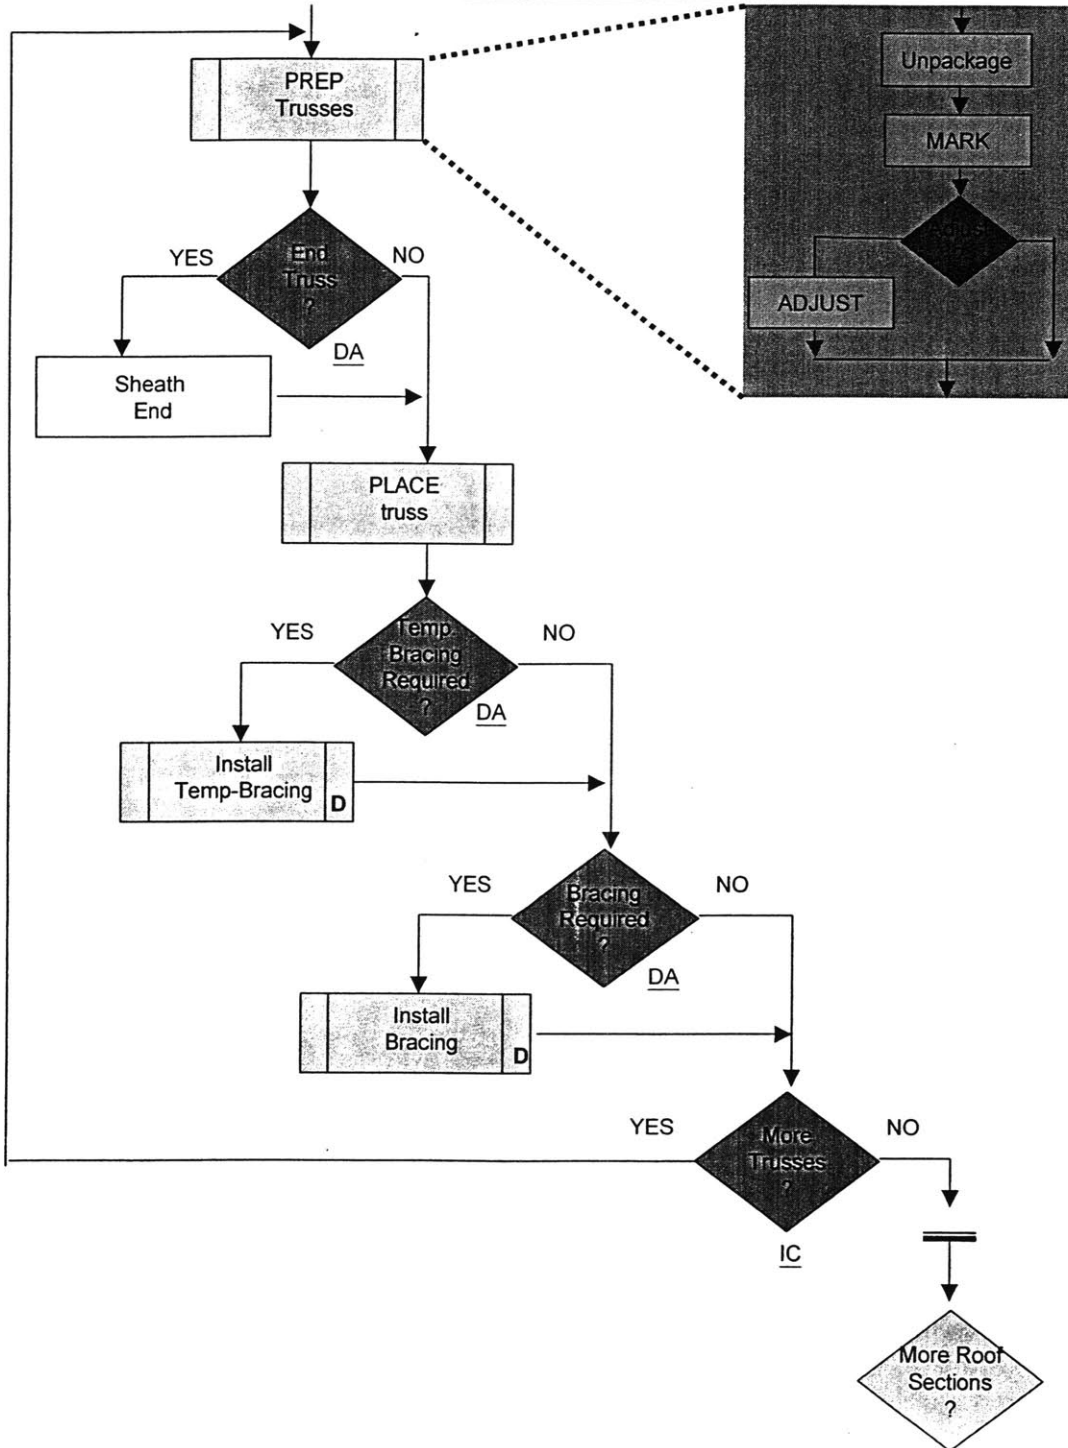 PREP
Trusses
Unpackage
MARK
Adjust
?
ADJUST
YES
NO
End
Truss
?
DA
Sheath
End
PLACE
truss
YES
NO
Temp.
Bracing
Required
?
DA
Install
Temp-Bracing
D
YES
NO
Bracing
Required
?
DA
Install
Bracing
D
YES
NO
More
Trusses
?
IC
More Roof
Sections
?